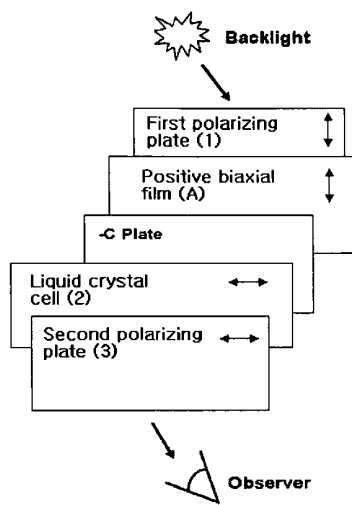 Backlight
First polarizing
plate (1)
Positive biaxial
film (A)
-C Plate
Liquid crystal
cell (2)
Second polarizing
plate (3)
Observer